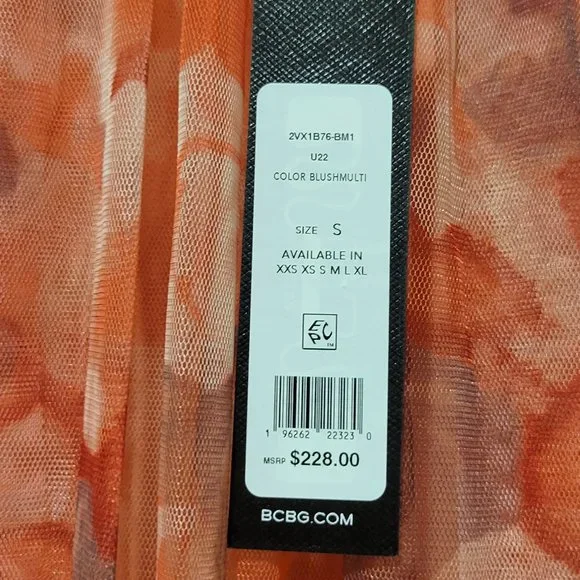 2VX1B76-BM1
U22
COLOR BLUSHMULTI
SIZE S
AVAILABLE IN
XXS XS S M L XL
EPC™
1 96262 22323 0
MSRP $228.00
BCBG.COM